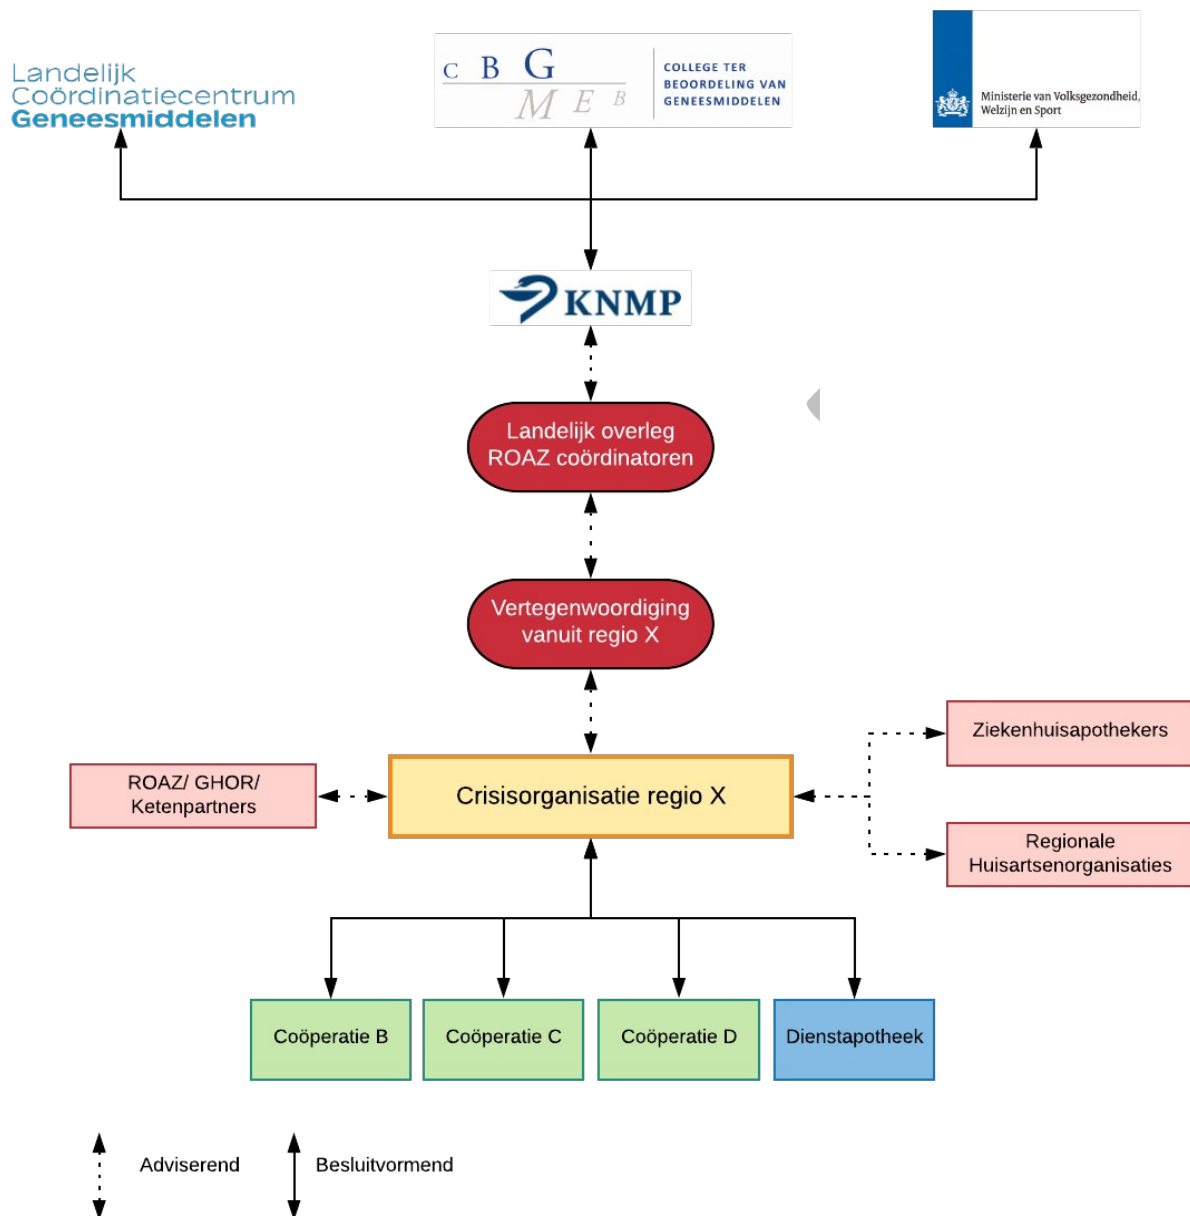 Landelijk
Coördinatiecentrum
Geneesmiddelen
C B G
M E B
COLLEGE TER
BEOORDELING VAN
GENEESMIDDELEN
Ministerie van Volksgezondheid,
Welzijn en Sport
KNMP
Landelijk overleg
ROAZ coördinatoren
Vertegenwoordiging
vanuit regio X
Ziekenhuisapothekers
ROAZ/ GHOR/
Ketenpartners
Crisisorganisatie regio X
Regionale
Huisartsenorganisaties
Coöperatie B
Coöperatie C
Coöperatie D
Dienstapotheek
Adviserend
Besluitvormend